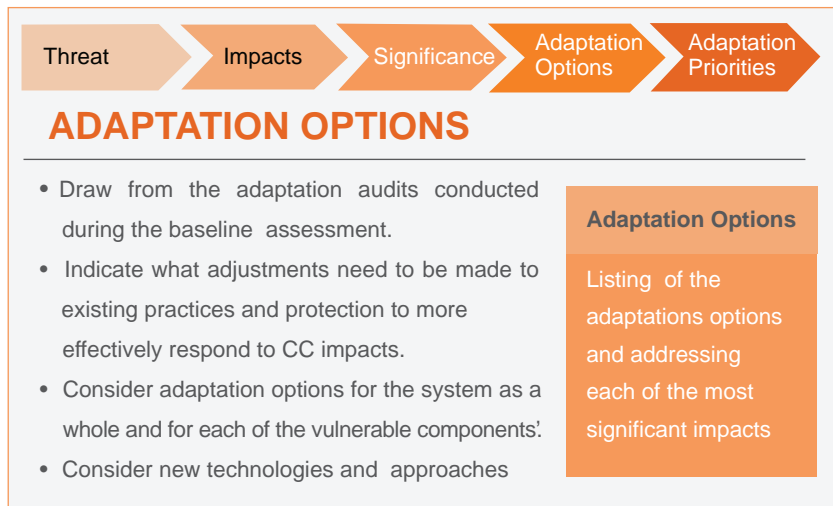 Threat
Impacts
Significance
Adaptation
Options
Adaptation
Priorities
ADAPTATION OPTIONS
• Draw from the adaptation audits conducted
during the baseline assessment.
• Indicate what adjustments need to be made to
existing practices and protection to more
effectively respond to CC impacts.
• Consider adaptation options for the system as a
whole and for each of the vulnerable components'.
• Consider new technologies and approaches
Adaptation Options
Listing of the
adaptations options
and addressing
each of the most
significant impacts